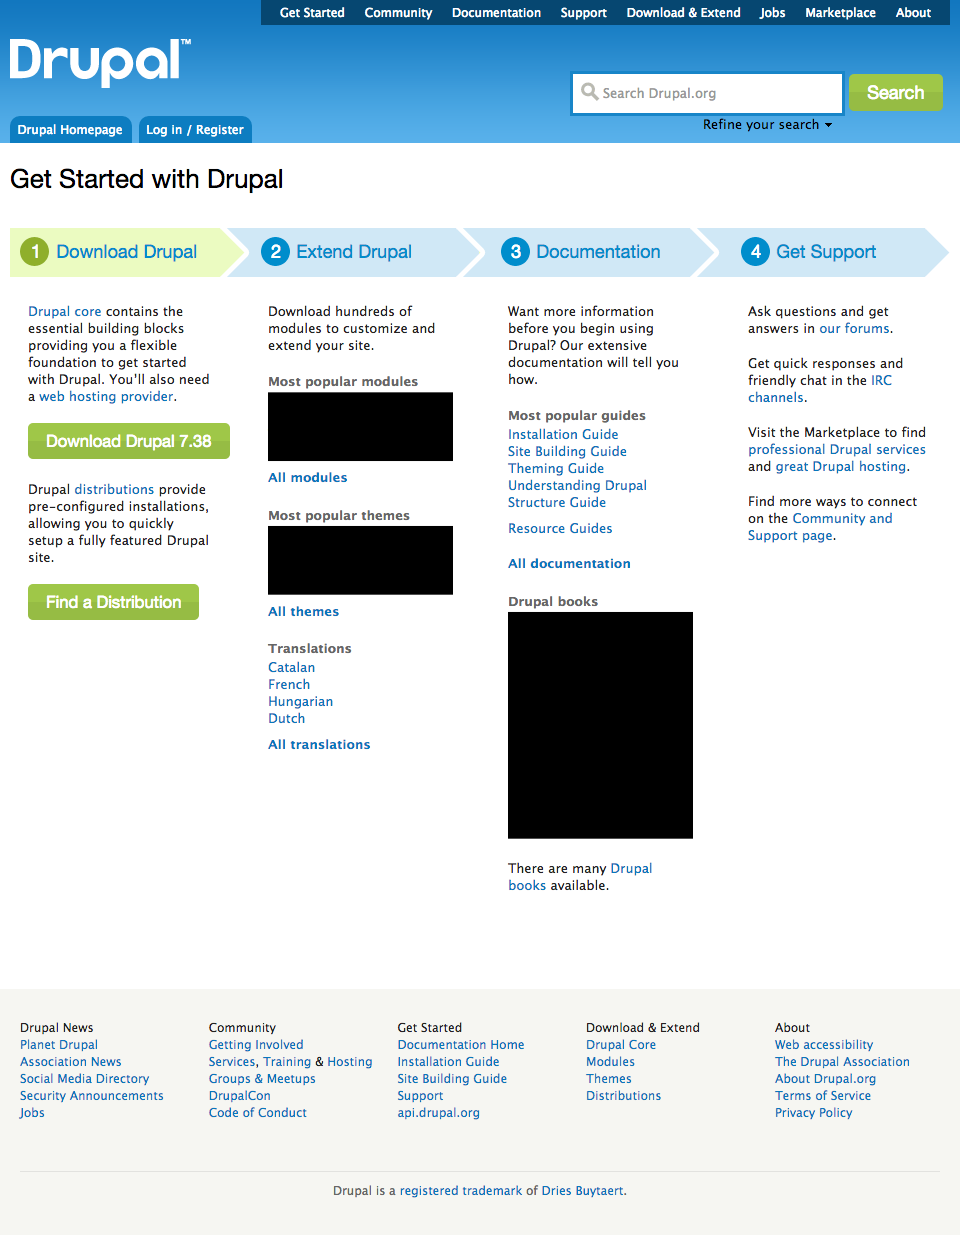 Get Started Community Documentation Support Download & Extend Jobs Marketplace About
Drupal™
Search Drupal.org
Search
Refine your search
Drupal Homepage
Log in / Register
Get Started with Drupal
1 Download Drupal
Drupal core contains the
essential building blocks
providing you a flexible
foundation to get started
with Drupal. You'll also need
a web hosting provider.
Download Drupal 7.38
Drupal distributions provide
pre-configured installations,
allowing you to quickly
setup a fully featured Drupal
site.
Find a Distribution
2 Extend Drupal
Download hundreds of
modules to customize and
extend your site.
Most popular modules
All modules
Most popular themes
All themes
Translations
Catalan
French
Hungarian
Dutch
All translations
3 Documentation
Want more information
before you begin using
Drupal? Our extensive
documentation will tell you
how.
Most popular guides
Installation Guide
Site Building Guide
Theming Guide
Understanding Drupal
Structure Guide
Resource Guides
All documentation
Drupal books
There are many Drupal
books available.
4 Get Support
Ask questions and get
answers in our forums.
Get quick responses and
friendly chat in the IRC
channels.
Visit the Marketplace to find
professional Drupal services
and great Drupal hosting.
Find more ways to connect
on the Community and
Support page.
Drupal News
Planet Drupal
Association News
Social Media Directory
Security Announcements
Jobs
Community
Getting Involved
Services, Training & Hosting
Groups & Meetups
DrupalCon
Code of Conduct
Get Started
Documentation Home
Installation Guide
Site Building Guide
Support
api.drupal.org
Download & Extend
Drupal Core
Modules
Themes
Distributions
About
Web accessibility
The Drupal Association
About Drupal.org
Terms of Service
Privacy Policy
Drupal is a registered trademark of Dries Buytaert.